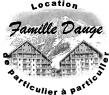 Location
Famille Dauge
de Particulier à Particulier